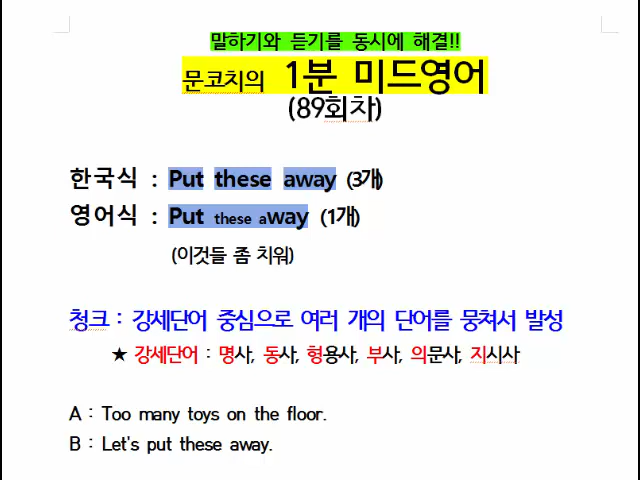 말하기와 듣기를 동시에 해결!!
문코치의 1분 미드영어
(89회차)
한국식 : Put these away (3개)
영어식 : Put these away (1개)
(이것들 좀 치워)
청크 : 강세단어 중심으로 여러 개의 단어를 뭉쳐서 발성
★ 강세단어 : 명사, 동사, 형용사, 부사, 의문사, 지시사
A : Too many toys on the floor.
B : Let's put these away.